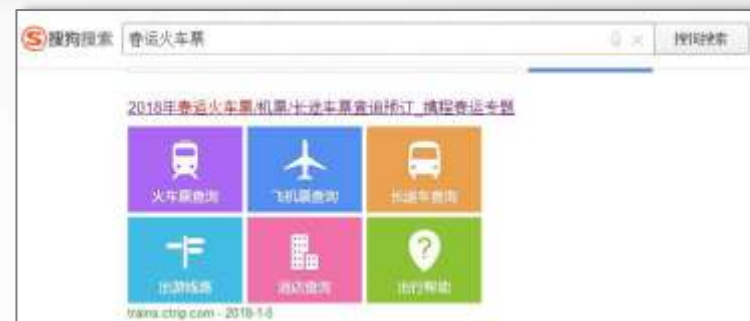 搜狗搜索 春运火车票 搜狗搜索
2018年春运火车票/机票/长途车票查询预订_携程春运专题
火车票查询 飞机票查询 长途车查询
出游线路 酒店查询 出行帮助
trains.ctrip.com - 2018-1-5